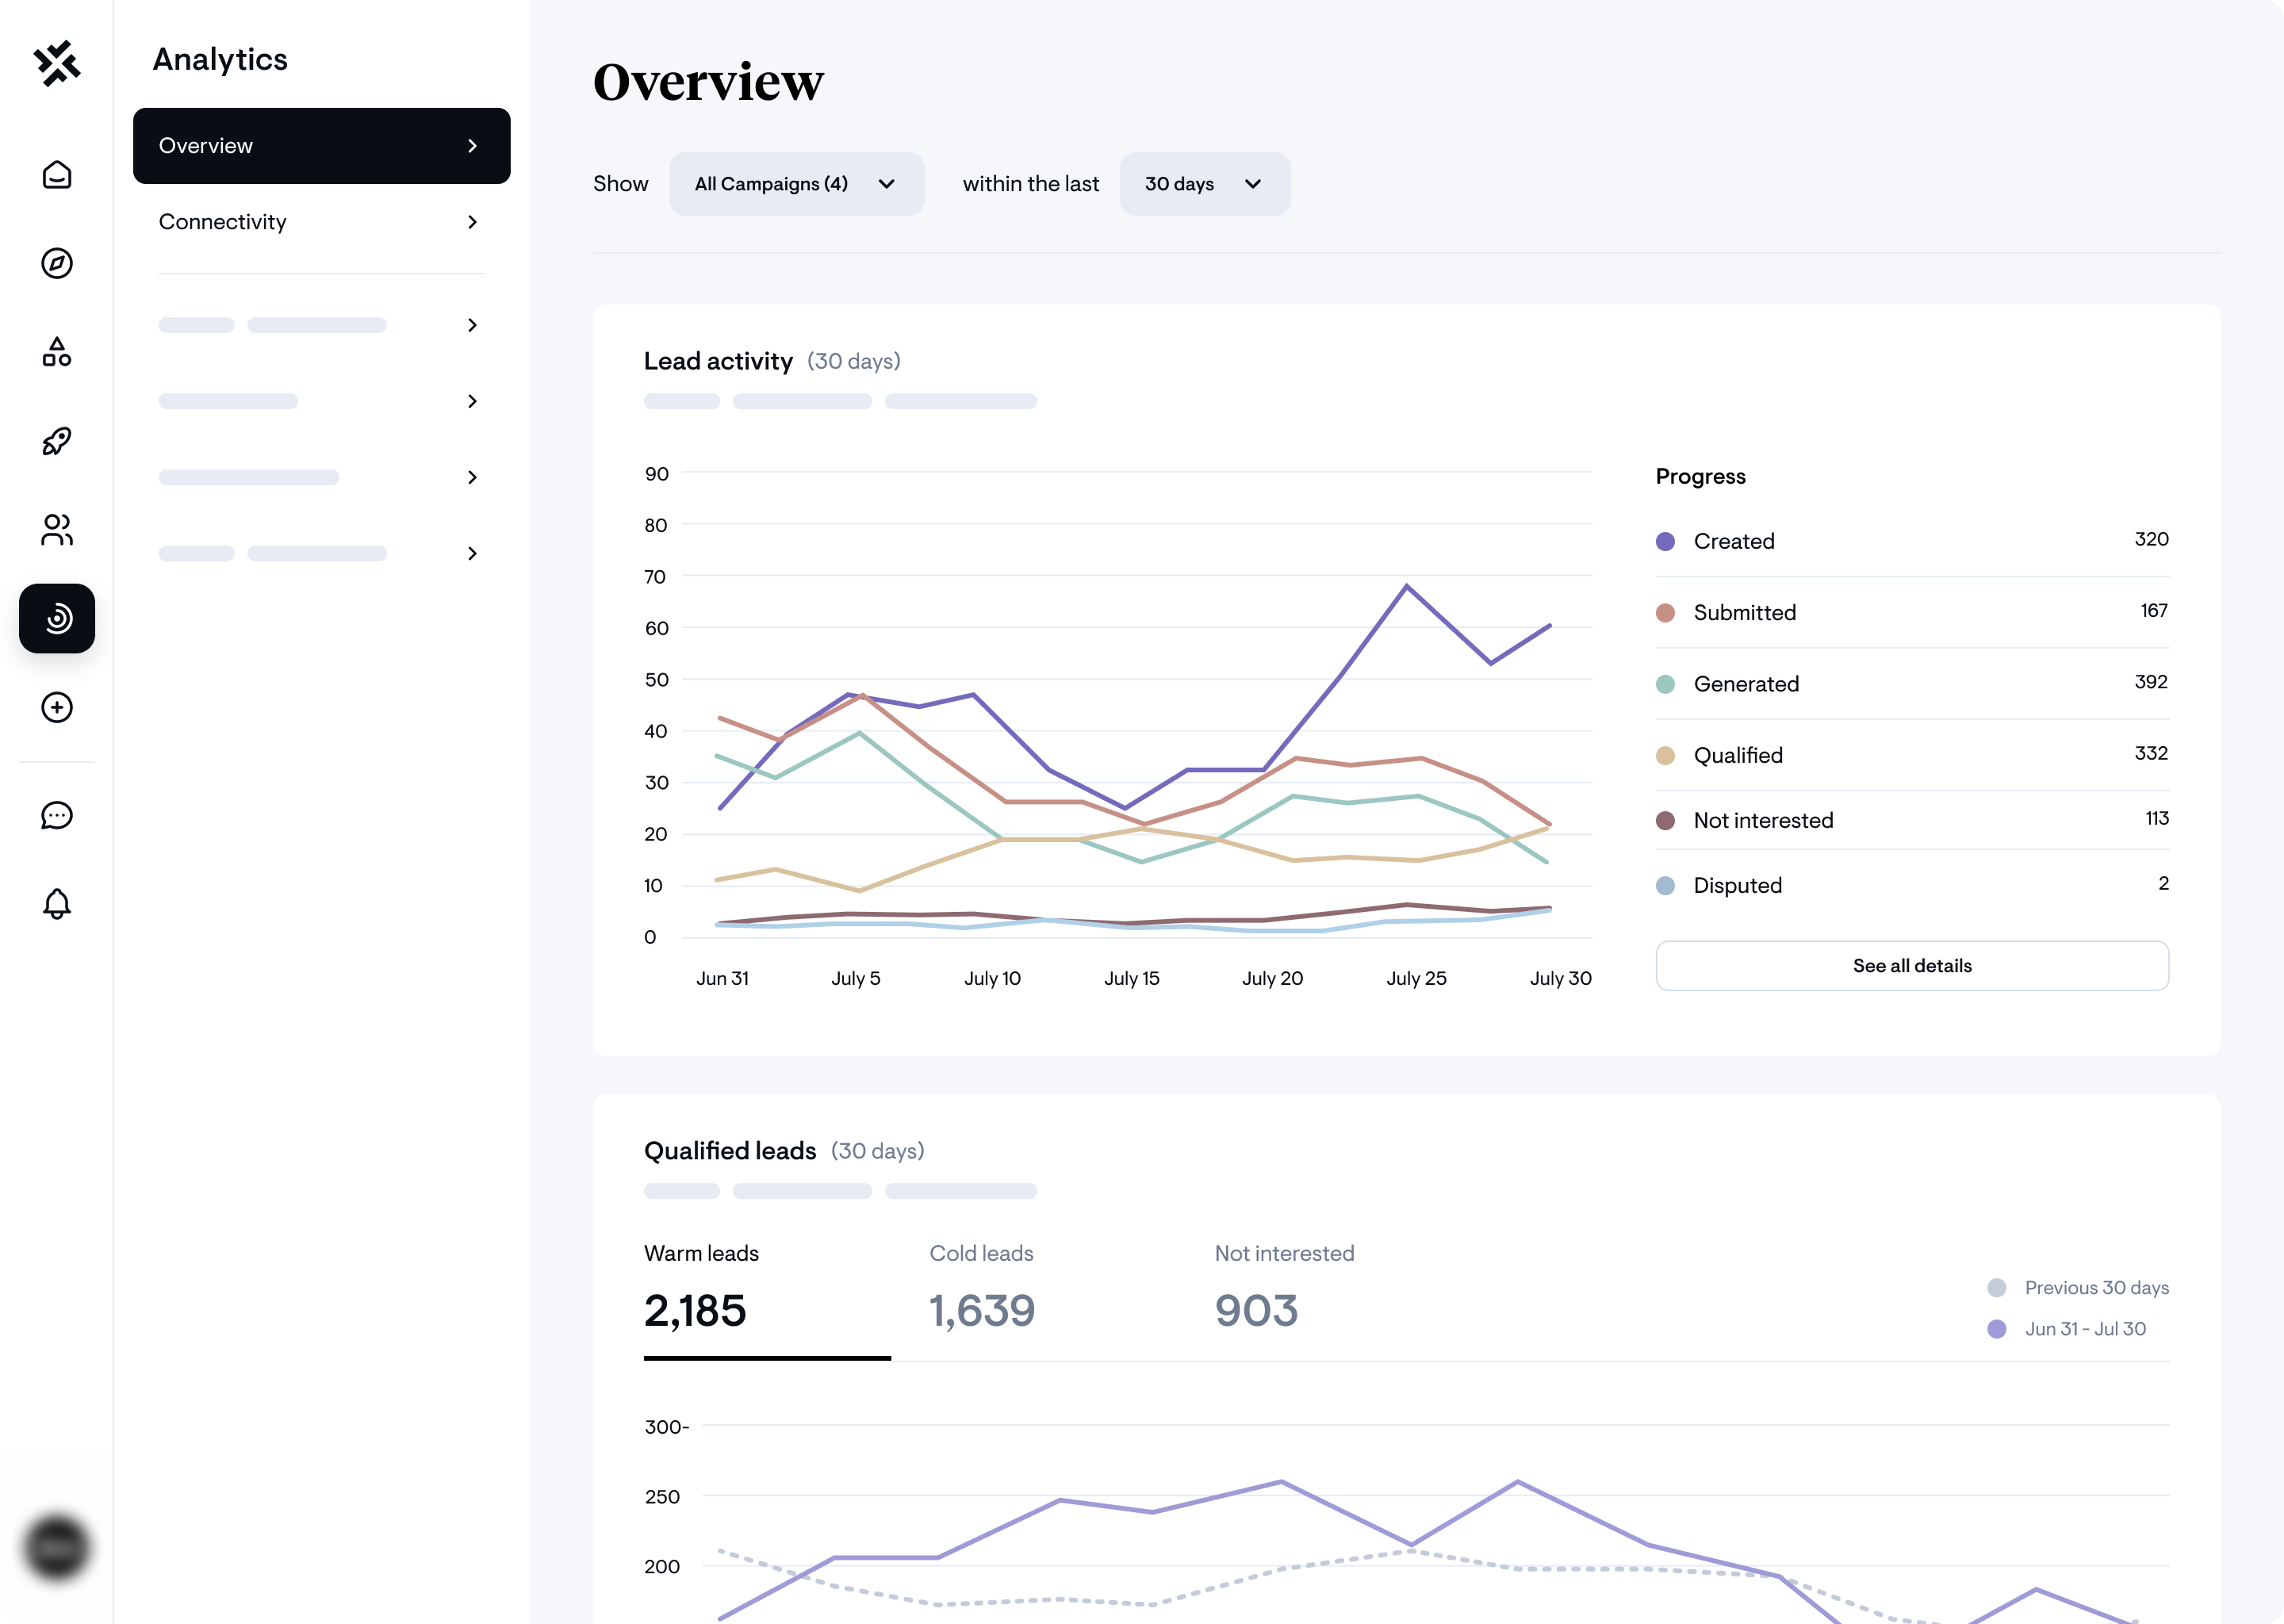 Analytics
Overview
Connectivity
Overview
Show All Campaigns (4) within the last 30 days
Lead activity (30 days)
90
80
70
60
50
40
30
20
10
0
Jun 31 July 5 July 10 July 15 July 20 July 25 July 30
Progress
Created 320
Submitted 167
Generated 392
Qualified 332
Not interested 113
Disputed 2
See all details
Qualified leads (30 days)
Warm leads Cold leads Not interested
2,185 1,639 903
Previous 30 days
Jun 31 - Jul 30
300-
250
200